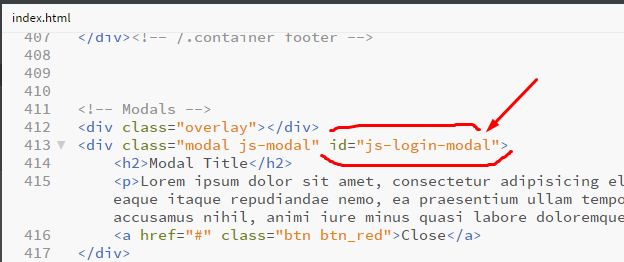 index.html
407 </div><!-- /.container footer -->
408
409
410
411 <!-- Modals -->
412 <div class="overlay"></div>
413 <div class="modal js-modal" id="js-login-modal">
414 <h2>Modal Title</h2>
415 <p>Lorem ipsum dolor sit amet, consectetur adipisicing el
eaque itaque repudiandae nemo, ea praesentium ullam tempo
accusamus nihil, animi iure minus quasi labore doloremque
416 <a href="#" class="btn btn_red">Close</a>
417 </div>